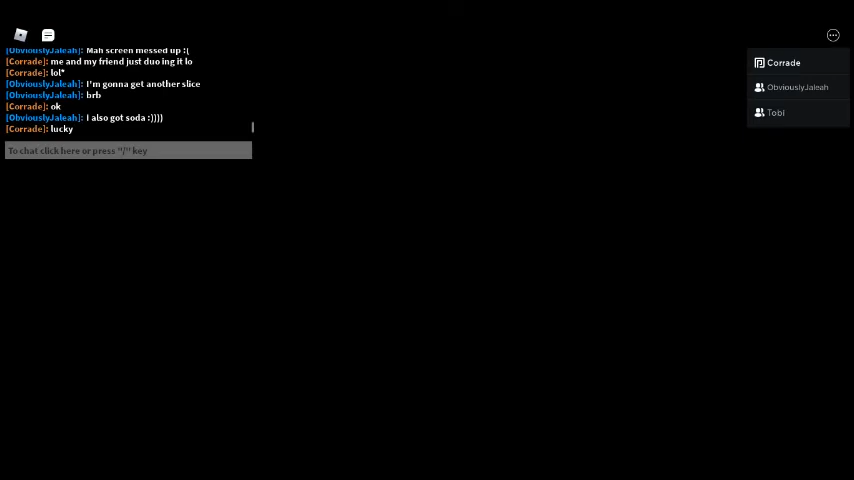 [ObviouslyJaleah]: Mah screen messed up :(
[Corrade]: me and my friend just duo ing it lo
[Corrade]: lol*
[ObviouslyJaleah]: I'm gonna get another slice
[ObviouslyJaleah]: brb
[Corrade]: ok
[ObviouslyJaleah]: I also got soda :))))
[Corrade]: lucky
To chat click here or press "/" key
Corrade
ObviouslyJaleah
Tobi